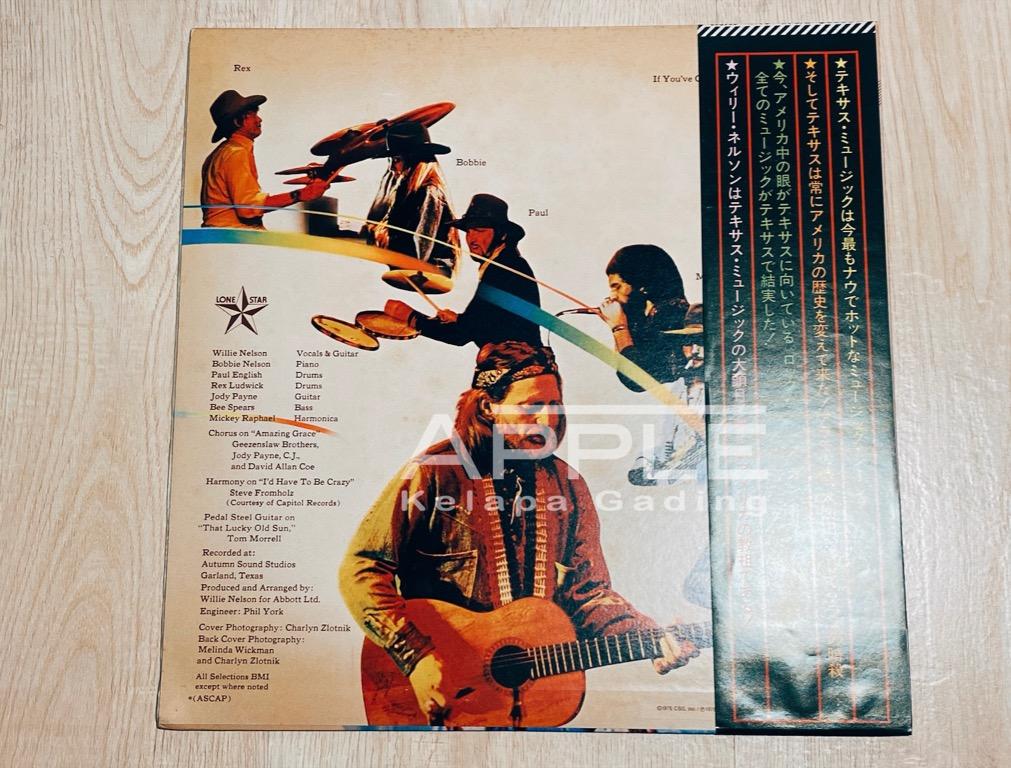 Rex
If You've
Bobbie
Paul
LONE STAR
Willie Nelson Vocals & Guitar
Bobbie Nelson Piano
Paul English Drums
Rex Ludwick Drums
Jody Payne Guitar
Bee Spears Bass
Mickey Raphael Harmonica
Chorus on "Amazing Grace"
Geezenslaw Brothers,
Jody Payne, C.J.,
and David Allan Coe
Harmony on "I'd Have To Be Crazy"
Steve Fromholz
(Courtesy of Capitol Records)
Pedal Steel Guitar on
"That Lucky Old Sun,"
Tom Morrell
Recorded at:
Autumn Sound Studios
Garland, Texas
Produced and Arranged by:
Willie Nelson for Abbott Ltd.
Engineer: Phil York
Cover Photography: Charlyn Zlotnik
Back Cover Photography:
Melinda Wickman
and Charlyn Zlotnik
All Selections BMI
except where noted
*(ASCAP)
©1976 CBS, Inc.
★テキサス・ミュージックは今最もナウでホットなミュージック
★そしてテキサスは常にアメリカの歴史を変えて来た
★今、アメリカ中の眼がテキサスに向いている。ロック
全てのミュージックがテキサスで結実した！
★ウィリー・ネルソンはテキサス・ミュージックの大
APPLE
Kelapa Gading